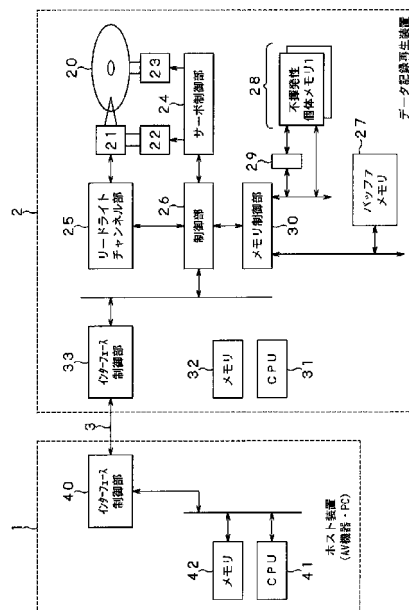 1
40
インターフェース
制御部
42
メモリ
41
CPU
ホスト装置
(AV機器・PC)
3
2
33
インターフェース
制御部
32
メモリ
31
CPU
25
リードライト
チャンネル部
26
制御部
30
メモリ制御部
21
22
20
23
24
サーボ制御部
29
28
不揮発性
個体メモリ1
27
バッファ
メモリ
データ記録再生装置